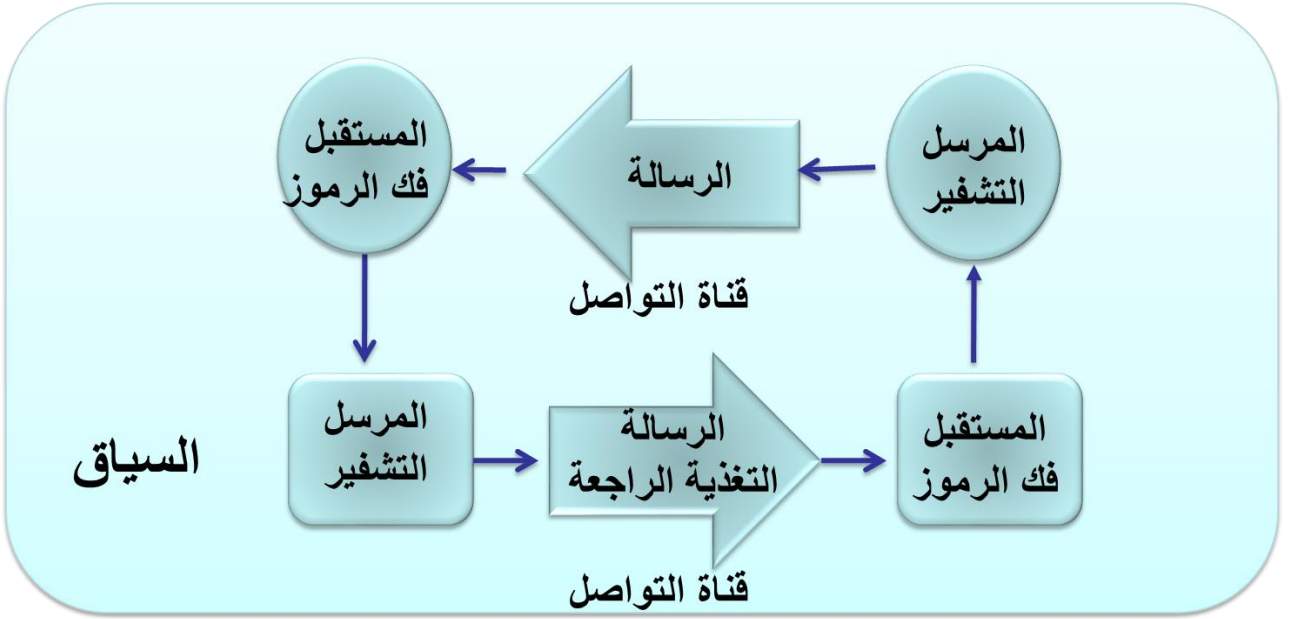 المرسل
التشفير
الرسالة
المستقبل
فك الرموز
قناة التواصل
المستقبل
فك الرموز
الرسالة
التغذية الراجعة
المرسل
التشفير
السياق
قناة التواصل